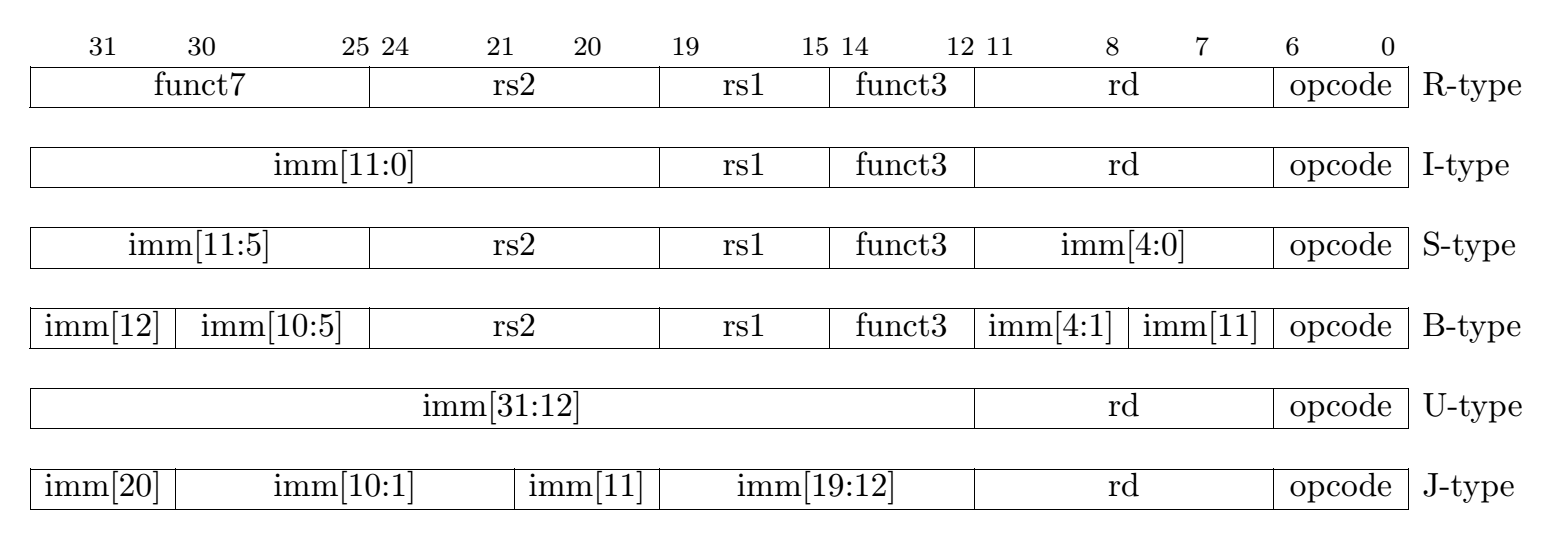 31 30 25 24 21 20 19 15 14 12 11 8 7 6 0
funct7 rs2 rs1 funct3 rd opcode R-type
imm[11:0] rs1 funct3 rd opcode I-type
imm[11:5] rs2 rs1 funct3 imm[4:0] opcode S-type
imm[12] imm[10:5] rs2 rs1 funct3 imm[4:1] imm[11] opcode B-type
imm[31:12] rd opcode U-type
imm[20] imm[10:1] imm[11] imm[19:12] rd opcode J-type